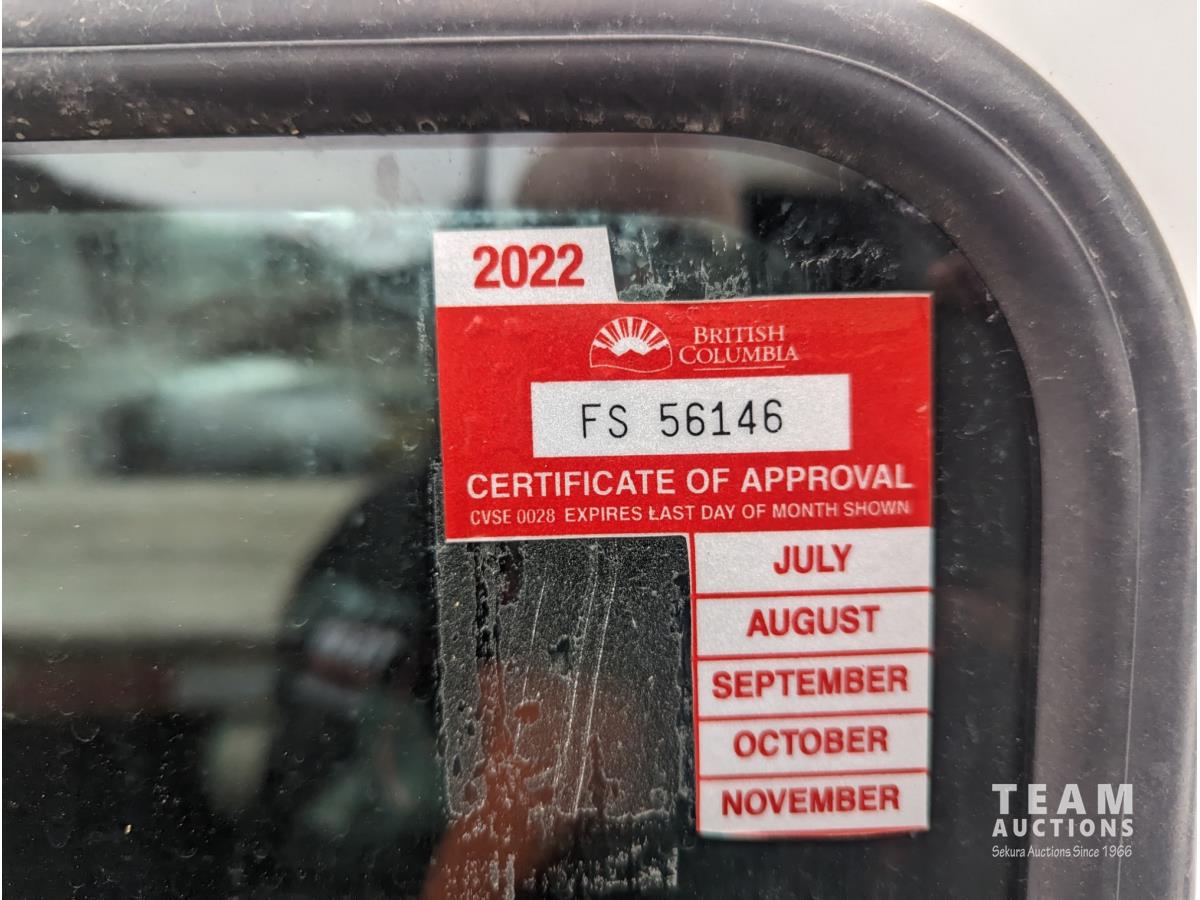 2022
BRITISH
COLUMBIA
FS 56146
CERTIFICATE OF APPROVAL
CVSE 0028 EXPIRES LAST DAY OF MONTH SHOWN
JULY
AUGUST
SEPTEMBER
OCTOBER
NOVEMBER
TEAM
AUCTIONS
Sekura Auctions Since 1966